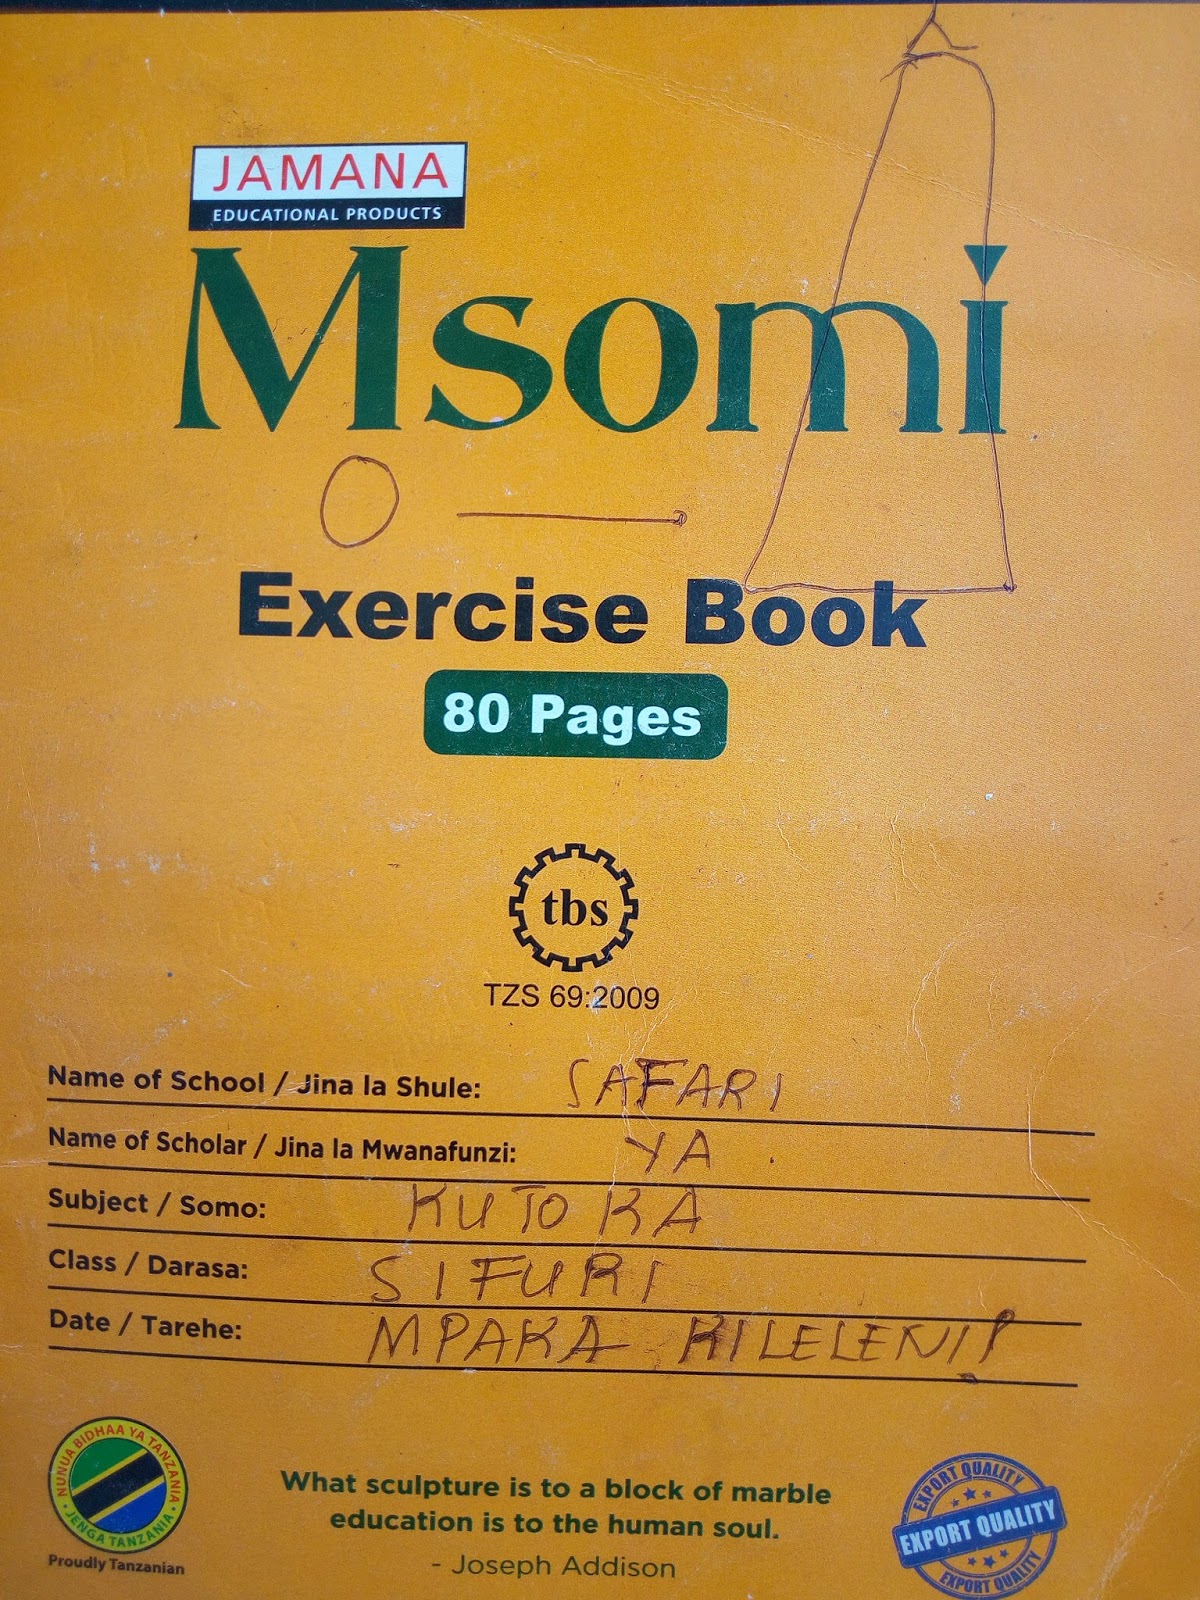 JAMANA
EDUCATIONAL PRODUCTS
Msomi
Exercise Book
80 Pages
tbs
TZS 69:2009
Name of School / Jina la Shule: SAFARI
Name of Scholar / Jina la Mwanafunzi: YA
Subject / Somo: KUTOKA
Class / Darasa: SIFURI
Date / Tarehe: MPAKA KILELENI!
NUNUA BIDHAA YA TANZANIA
JENGA TANZANIA
Proudly Tanzanian
What sculpture is to a block of marble
education is to the human soul.
- Joseph Addison
EXPORT QUALITY
EXPORT QUALITY
EXPORT QUALITY